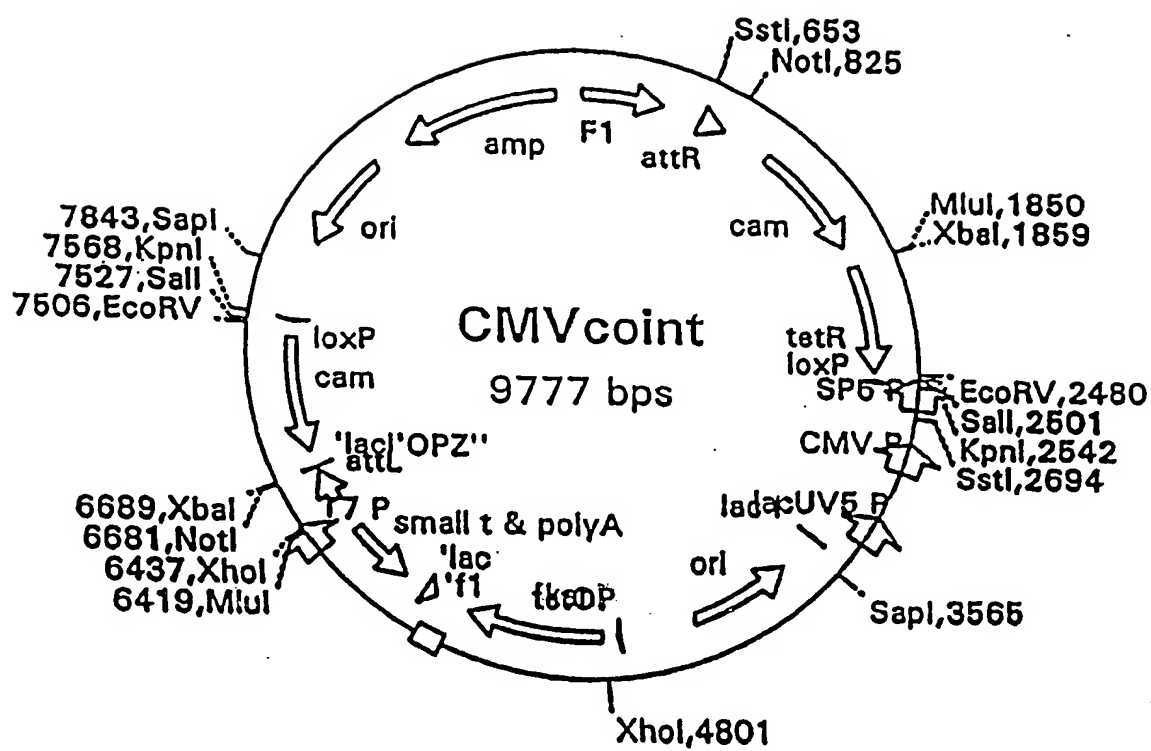 SstI,653
NotI,825
amp
F1
attR
7843,SapI
7568,KpnI
7527,SalI
7506,EcoRV
ori
cam
MluI,1850
XbaI,1859
loxP
cam
CMVcoint
9777 bps
tetR
loxP
SP6 P
EcoRV,2480
SalI,2501
KpnI,2542
SstI,2694
CMV P
'lacI'OPZ''
attL
6689,XbaI
6681,NotI
6437,XhoI
6419,MluI
T7 P
small t & polyA
'lac
'f1
lacUV5 P
ori
SapI,3565
XhoI,4801